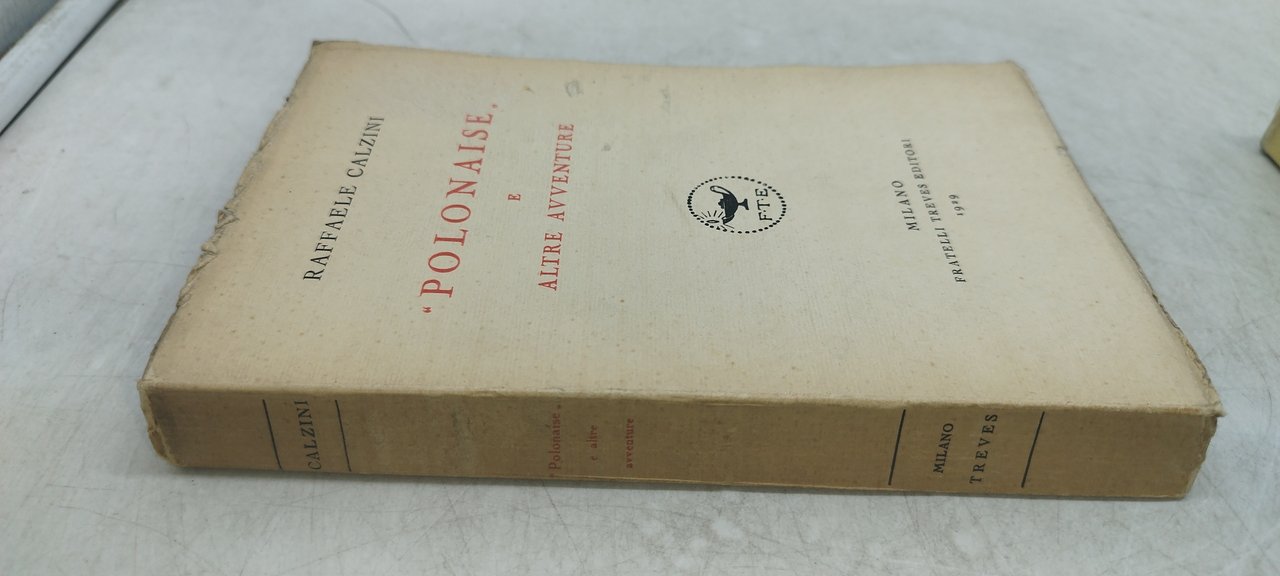 RAFFAELE CALZINI
"POLONAISE„
E
ALTRE AVVENTURE
F.T.E.
MILANO
FRATELLI TREVES EDITORI
1929
CALZINI
"Polonaise„
e altre
avventure
MILANO
TREVES